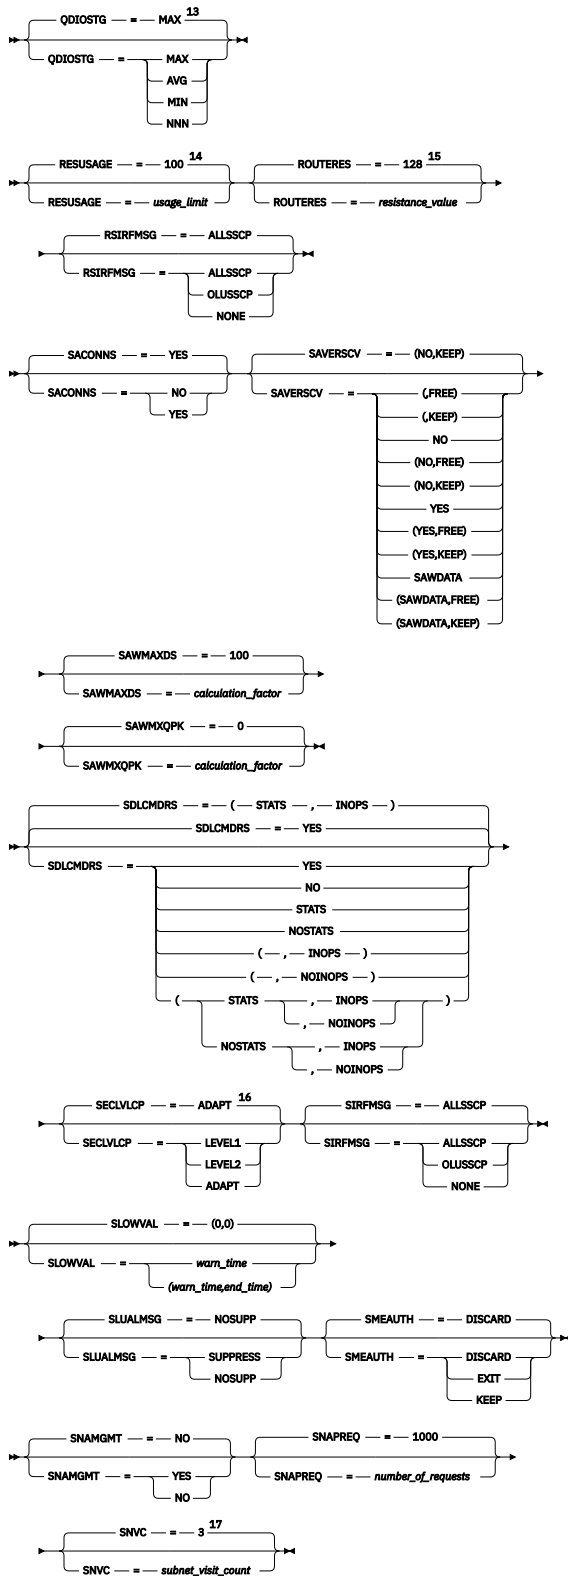 QDIOSTG = MAX 13
QDIOSTG = MAX
AVG
MIN
NNN
RESUSAGE = 100 14 ROUTERES = 128 15
RESUSAGE = usage_limit ROUTERES = resistance_value
RSIRFMSG = ALLSSCP
RSIRFMSG = ALLSSCP
OLUSSCP
NONE
SACONNS = YES SAVERSCV = (NO,KEEP)
SACONNS = NO SAVERSCV = (,FREE)
YES (,KEEP)
NO
(NO,FREE)
(NO,KEEP)
YES
(YES,FREE)
(YES,KEEP)
SAWDATA
(SAWDATA,FREE)
(SAWDATA,KEEP)
SAWMAXDS = 100
SAWMAXDS = calculation_factor
SAWMXQPK = 0
SAWMXQPK = calculation_factor
SDLCMDRS = ( STATS , INOPS )
SDLCMDRS = YES
SDLCMDRS = YES
NO
STATS
NOSTATS
( , INOPS )
( , NOINOPS )
( STATS , INOPS )
, NOINOPS
NOSTATS , INOPS
, NOINOPS
SECLVLCP = ADAPT 16 SIRFMSG = ALLSSCP
SECLVLCP = LEVEL1 SIRFMSG = ALLSSCP
LEVEL2 OLUSSCP
ADAPT NONE
SLOWVAL = (0,0)
SLOWVAL = warn_time
(warn_time,end_time)
SLUALMSG = NOSUPP SMEAUTH = DISCARD
SLUALMSG = SUPPRESS SMEAUTH = DISCARD
NOSUPP EXIT
KEEP
SNAMGMT = NO SNAPREQ = 1000
SNAMGMT = YES SNAPREQ = number_of_requests
NO
SNVC = 3 17
SNVC = subnet_visit_count